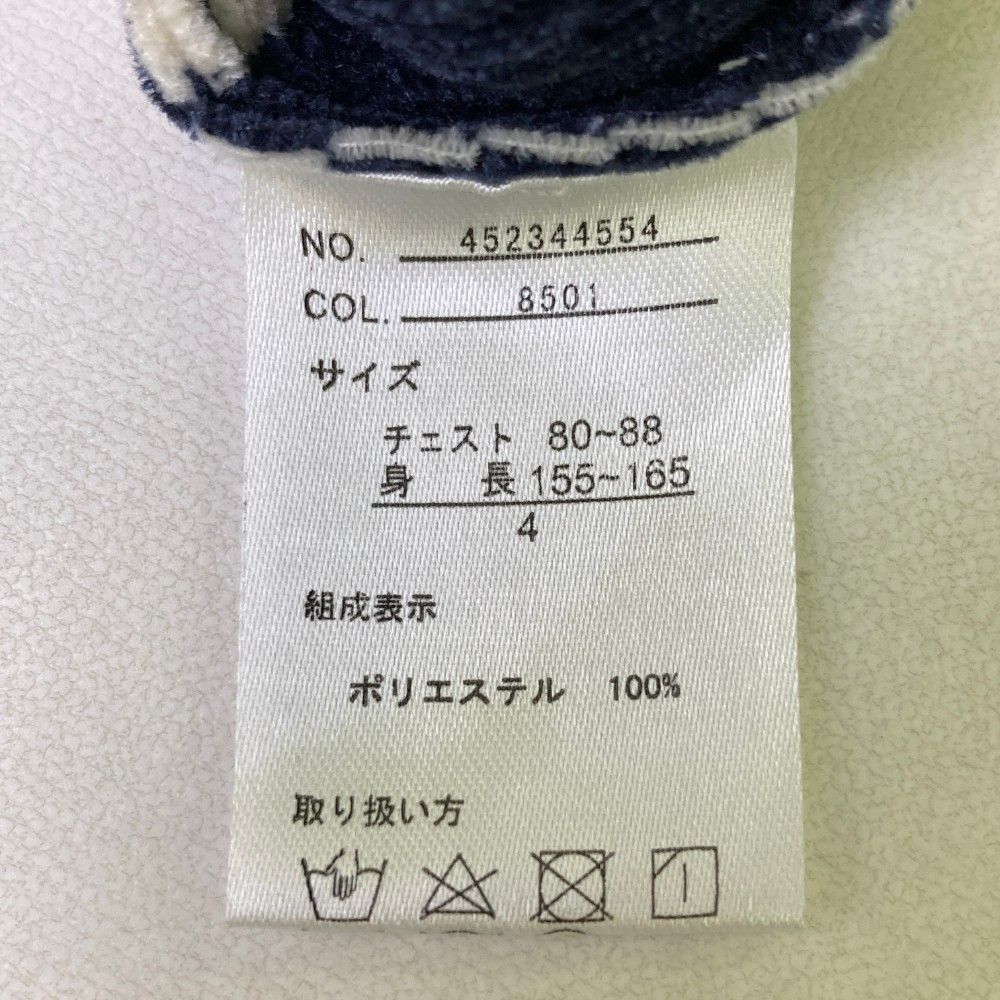 NO. 452344554
COL. 8501
サイズ
チェスト 80~88
身 長 155~165
4
組成表示
ポリエステル 100%
取り扱い方